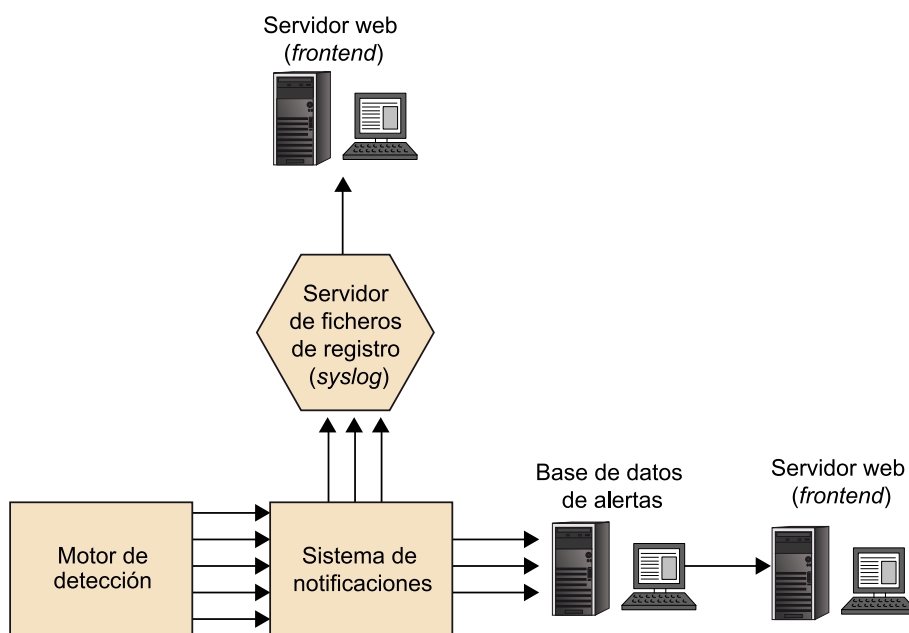 Servidor web
(frontend)
Servidor
de ficheros
de registro
(syslog)
Base de datos
de alertas
Servidor web
(frontend)
Motor de
detección
Sistema de
notificaciones